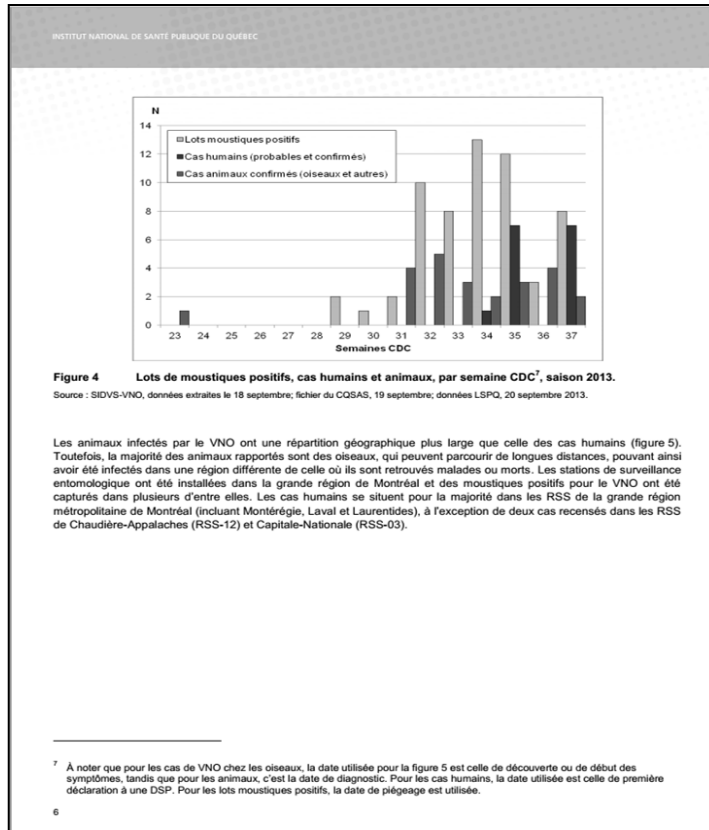 INSTITUT NATIONAL DE SANTÉ PUBLIQUE DU QUÉBEC
N
14
12
10
8
6
4
2
0
Lots moustiques positifs
Cas humains (probables et confirmés)
Cas animaux confirmés (oiseaux et autres)
23 24 25 26 27 28 29 30 31 32 33 34 35 36 37
Semaines CDC
Figure 4 Lots de moustiques positifs, cas humains et animaux, par semaine CDC7, saison 2013.
Source : SIDVS-VNO, données extraites le 18 septembre; fichier du CQSAS, 19 septembre; données LSPQ, 20 septembre 2013.
Les animaux infectés par le VNO ont une répartition géographique plus large que celle des cas humains (figure 5).
Toutefois, la majorité des animaux rapportés sont des oiseaux, qui peuvent parcourir de longues distances, pouvant ainsi
avoir été infectés dans une région différente de celle où ils sont retrouvés malades ou morts. Les stations de surveillance
entomologique ont été installées dans la grande région de Montréal et des moustiques positifs pour le VNO ont été
capturés dans plusieurs d'entre elles. Les cas humains se situent pour la majorité dans les RSS de la grande région
métropolitaine de Montréal (incluant Montérégie, Laval et Laurentides), à l'exception de deux cas recensés dans les RSS
de Chaudière-Appalaches (RSS-12) et Capitale-Nationale (RSS-03).
7 À noter que pour les cas de VNO chez les oiseaux, la date utilisée pour la figure 5 est celle de découverte ou de début des
symptômes, tandis que pour les animaux, c'est la date de diagnostic. Pour les cas humains, la date utilisée est celle de première
déclaration à une DSP. Pour les lots moustiques positifs, la date de piégeage est utilisée.
6